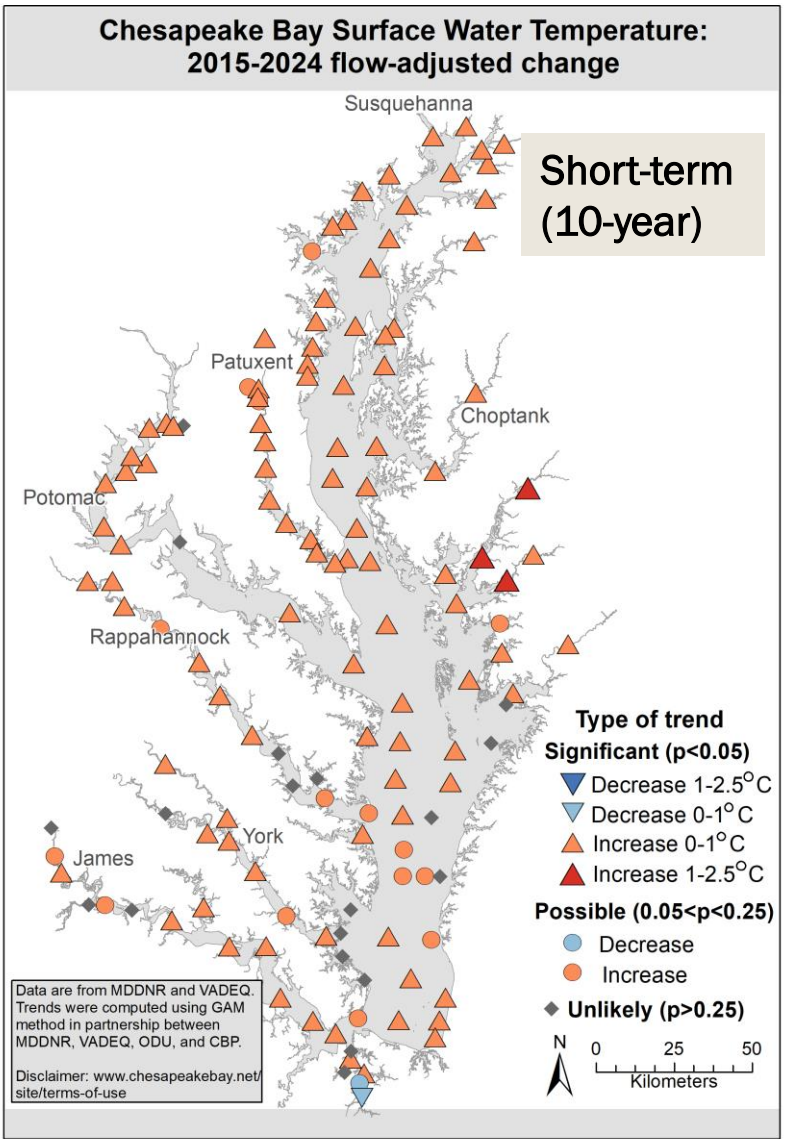 Chesapeake Bay Surface Water Temperature:
2015-2024 flow-adjusted change
Susquehanna
Short-term
(10-year)
Patuxent
Choptank
Potomac
Rappahannock
York
James
Type of trend
Significant (p<0.05)
Decrease 1-2.5°C
Decrease 0-1°C
Increase 0-1°C
Increase 1-2.5°C
Possible (0.05<p<0.25)
Decrease
Increase
Unlikely (p>0.25)
N
0 25 50
Kilometers
Data are from MDDNR and VADEQ.
Trends were computed using GAM
method in partnership between
MDDNR, VADEQ, ODU, and CBP.
Disclaimer: www.chesapeakebay.net/
site/terms-of-use